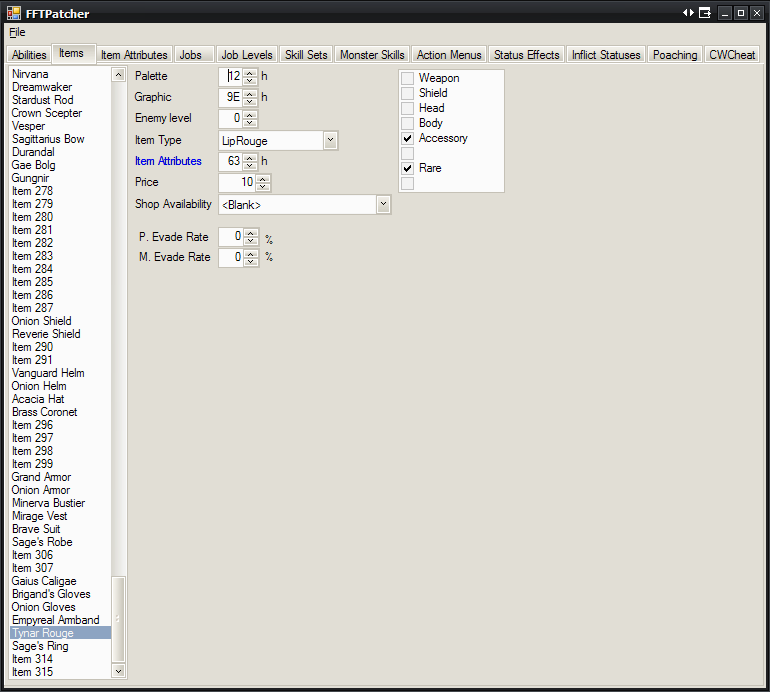 FFTPatcher
File
Abilities Items Item Attributes Jobs Job Levels Skill Sets Monster Skills Action Menus Status Effects Inflict Statuses Poaching CWCheat
Nirvana
Dreamwaker
Stardust Rod
Crown Scepter
Vesper
Sagittarius Bow
Durandal
Gae Bolg
Gungnir
Item 278
Item 279
Item 280
Item 281
Item 282
Item 283
Item 284
Item 285
Item 286
Item 287
Onion Shield
Reverie Shield
Item 290
Item 291
Vanguard Helm
Onion Helm
Acacia Hat
Brass Coronet
Item 296
Item 297
Item 298
Item 299
Grand Armor
Onion Armor
Minerva Bustier
Mirage Vest
Brave Suit
Sage's Robe
Item 306
Item 307
Gaius Caligae
Brigand's Gloves
Onion Gloves
Empyreal Armband
Tynar Rouge
Sage's Ring
Item 314
Item 315
Palette 12 h
Graphic 9E h
Enemy level 0
Item Type LipRouge
Item Attributes 63 h
Price 10
Shop Availability <Blank>
P. Evade Rate 0 %
M. Evade Rate 0 %
Weapon
Shield
Head
Body
Accessory
Rare